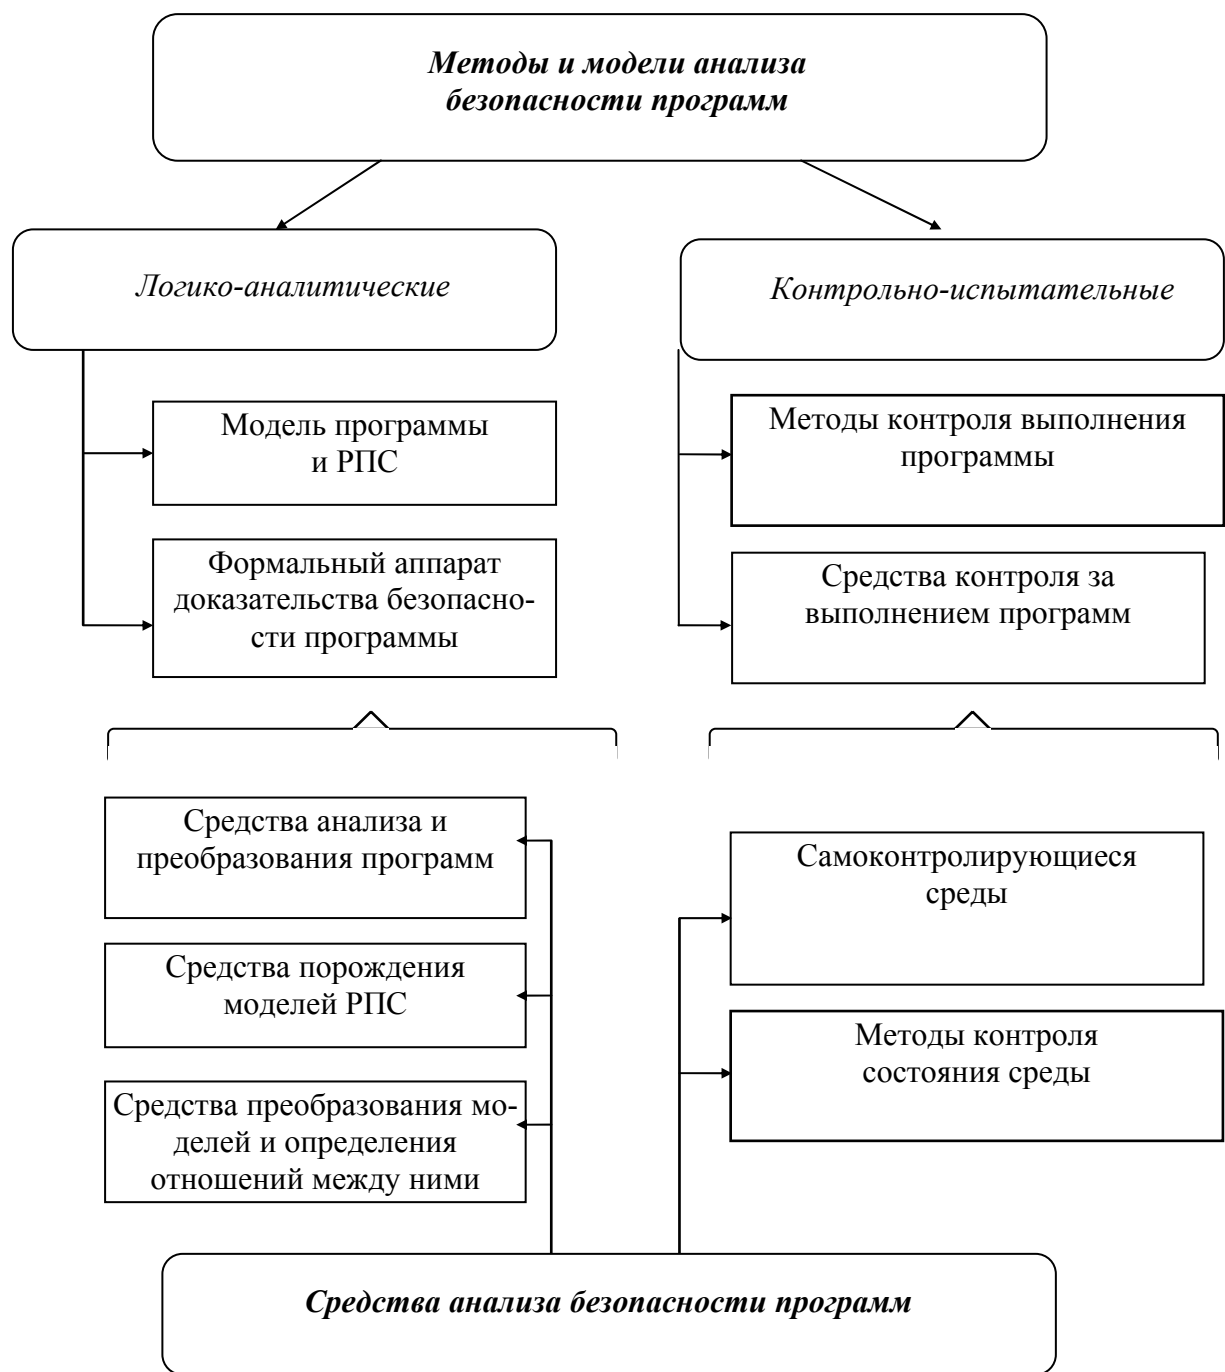 Методы и модели анализа
безопасности программ
Логико-аналитические
Контрольно-испытательные
Модель программы
и РПС
Методы контроля выполнения
программы
Формальный аппарат
доказательства безопасно-
сти программы
Средства контроля за
выполнением программ
Средства анализа и
преобразования программ
Самоконтролирующиеся
среды
Средства порождения
моделей РПС
Методы контроля
состояния среды
Средства преобразования мо-
делей и определения
отношений между ними
Средства анализа безопасности программ